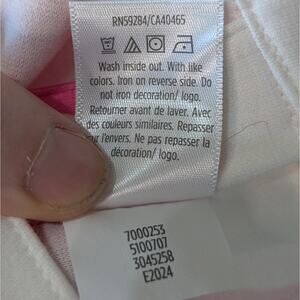 RN59284/CA40465
Wash inside out. With like
colors. Iron on reverse side. Do
not iron decoration/ logo.
Retourner avant de laver. Avec
des couleurs similaires. Repasser
sur l'envers. Ne pas repasser la
décoration/ logo.
7000253
5100707
3045258
E2024